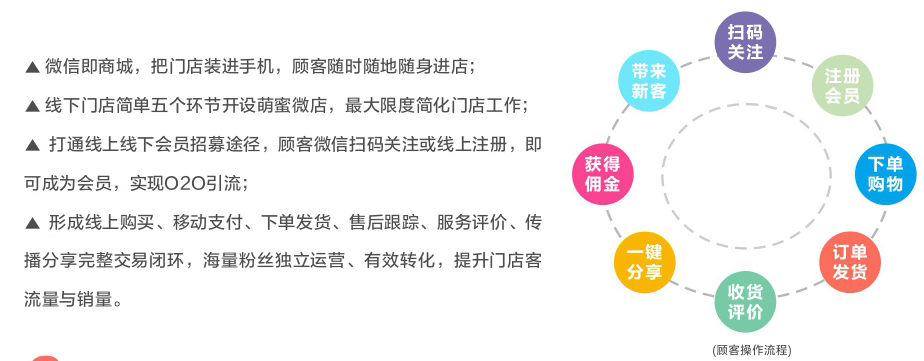 ▲ 微信即商城，把门店装进手机，顾客随时随地随身进店；
▲ 线下门店简单五个环节开设萌蜜微店，最大限度简化门店工作；
▲ 打通线上线下会员招募途径，顾客微信扫码关注或线上注册，即
可成为会员，实现O2O引流；
▲ 形成线上购买、移动支付、下单发货、售后跟踪、服务评价、传
播分享完整交易闭环，海量粉丝独立运营、有效转化，提升门店客
流量与销量。
扫码
关注
注册
会员
下单
购物
订单
发货
收货
评价
一键
分享
获得
佣金
带来
新客
(顾客操作流程)